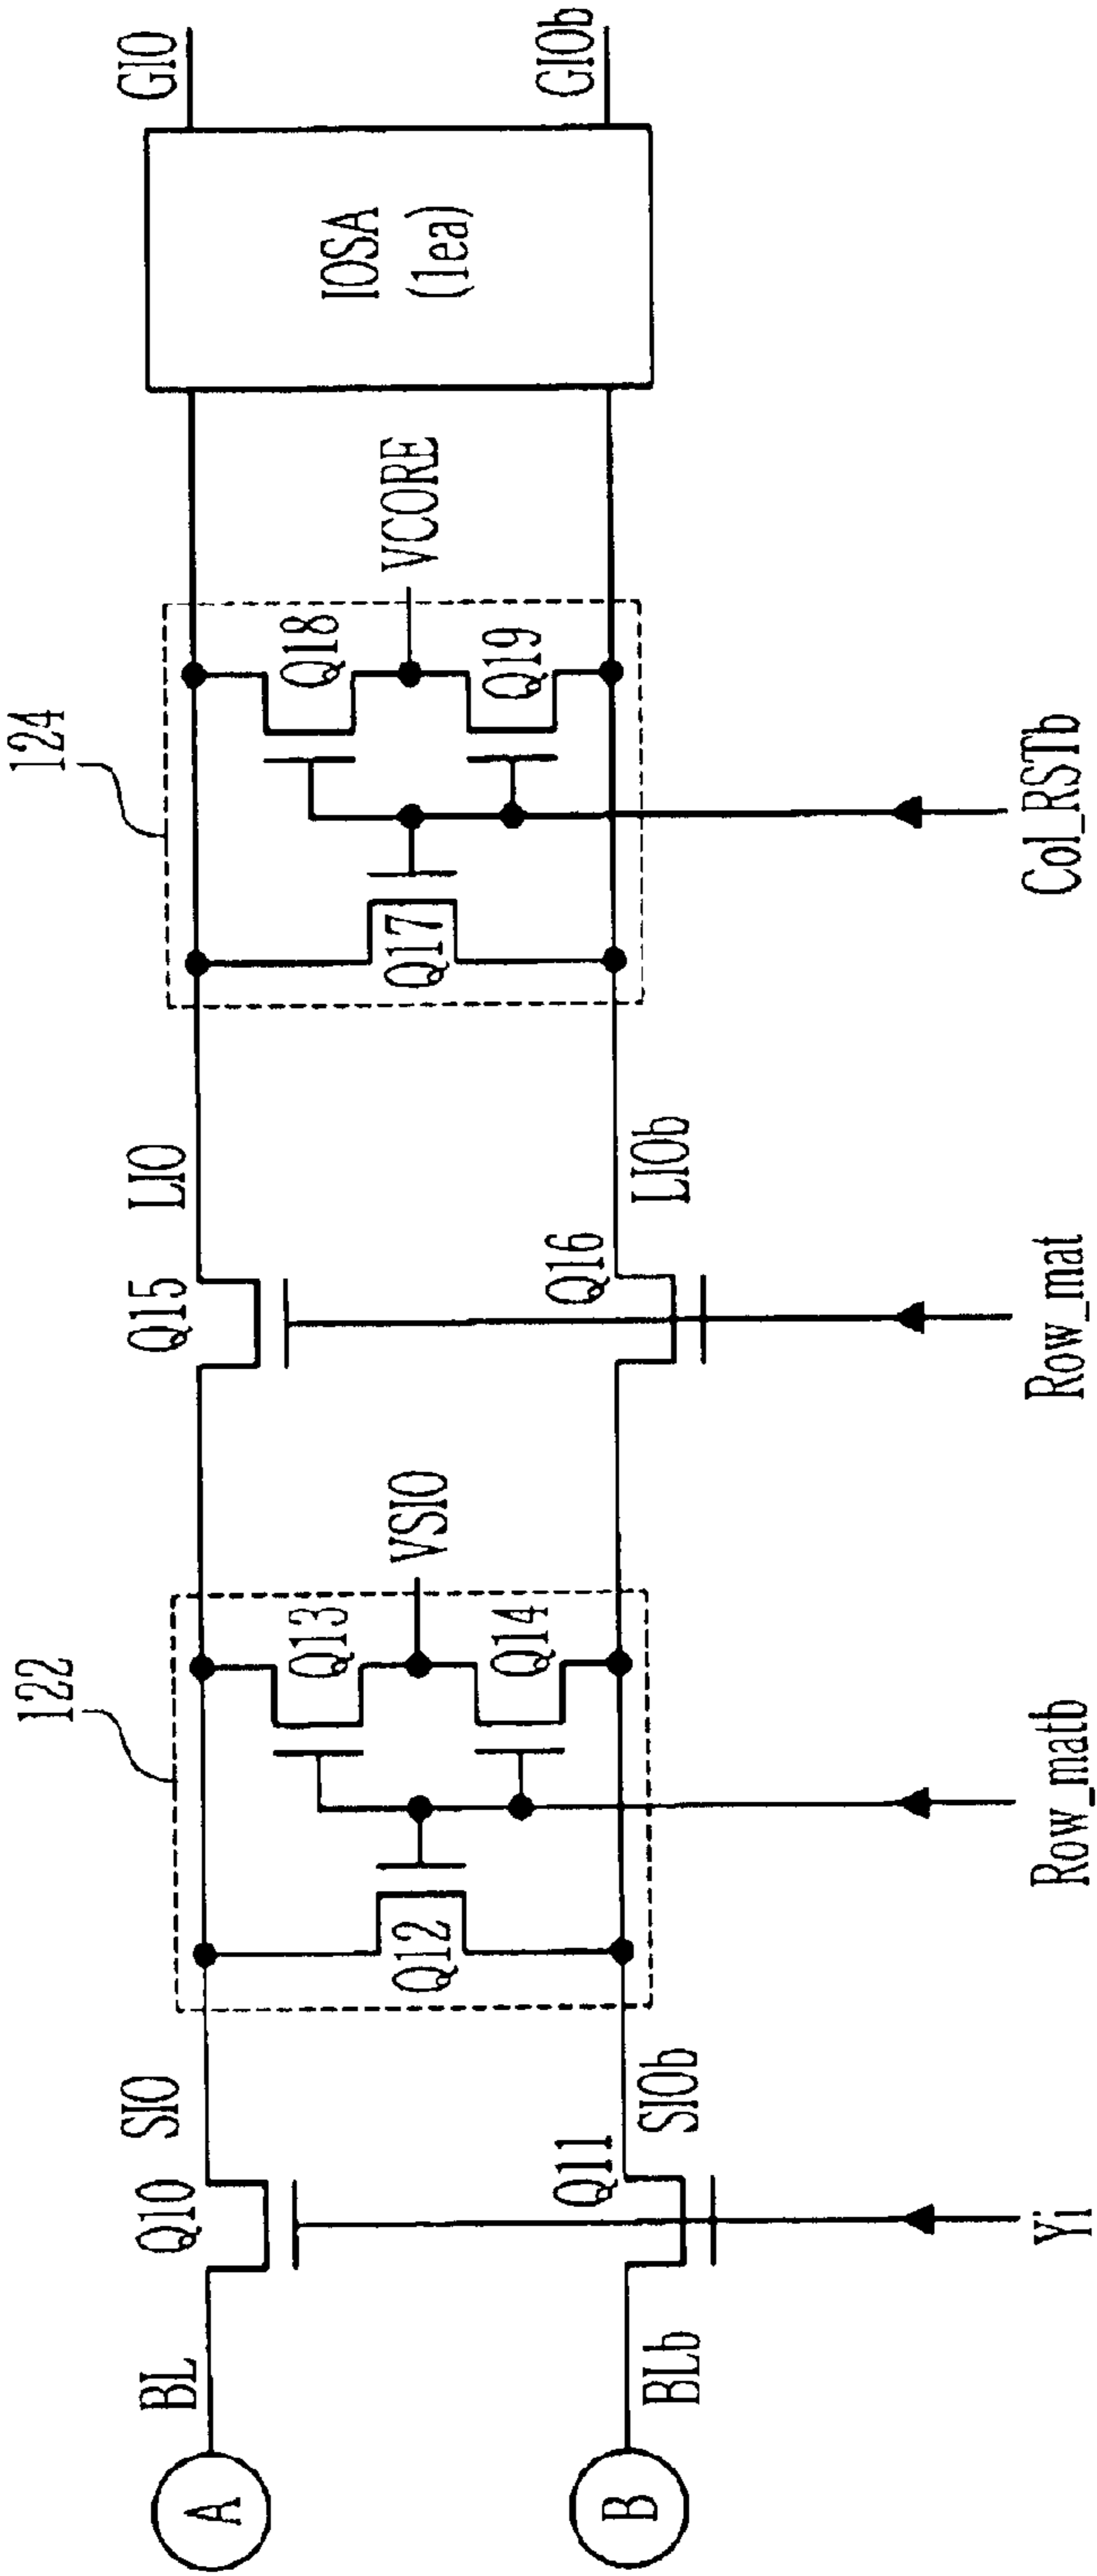 122
124
A
BL
Q10
SIO
Q12
Q13
VSIO
Q14
Q15
LIO
Q17
Q18
VCORE
Q19
IOSA
(1ea)
GIO
B
BLb
Q11
SIOb
Q16
LIOb
GIOb
Yi
Row_matb
Row_mat
Col_RSTb